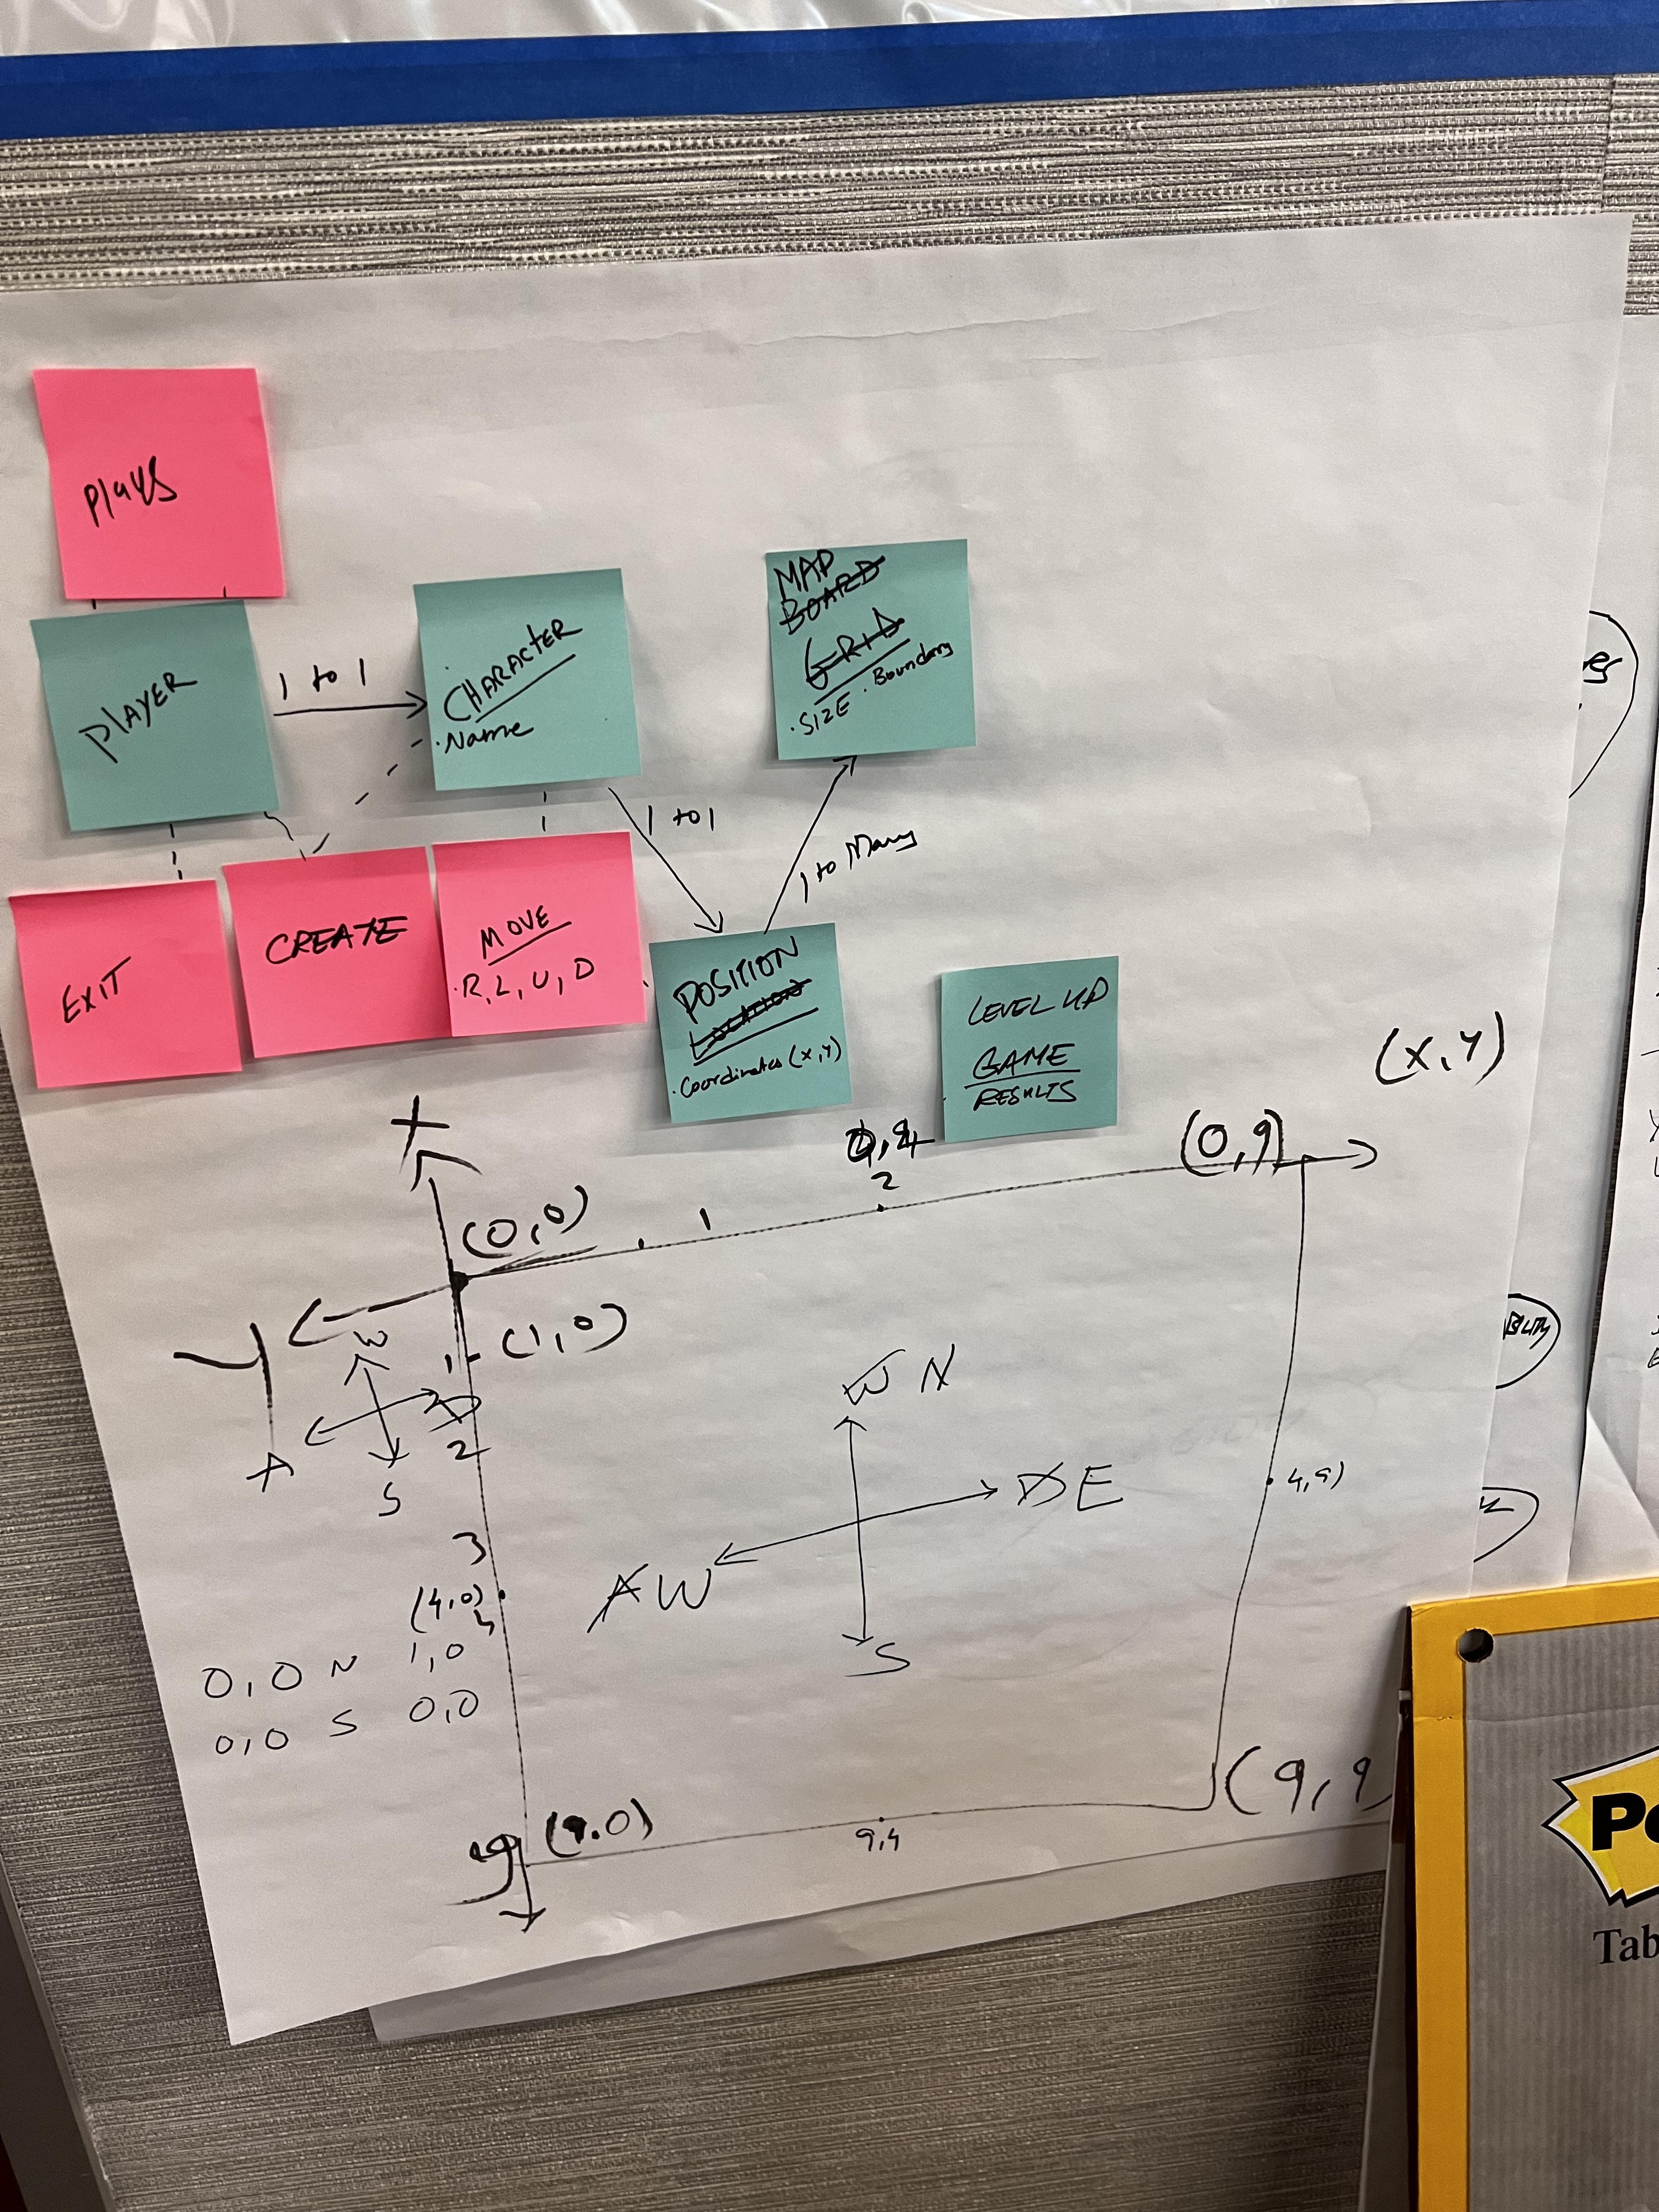 Plays
PLAYER
1 to 1
CHARACTER
. Name
MAP
BOARD
GRID
. SIZE . Boundary
1 to 1
1 to Many
EXIT
CREATE
MOVE
. R, L, U, D
POSITION
Location
. Coordinates (x,y)
LEVEL UP
GAME
RESULTS
(X, Y)
X
(0,9)
2
1
(0,0)
Y
(1,0)
1
W
A
D
S
2
W N
D E
A W
S
4,9)
3
(4,0)
4
0,0 N 1,0
0,0 S 0,0
(9,9
(9,0)
9
9,4
Po
Tab